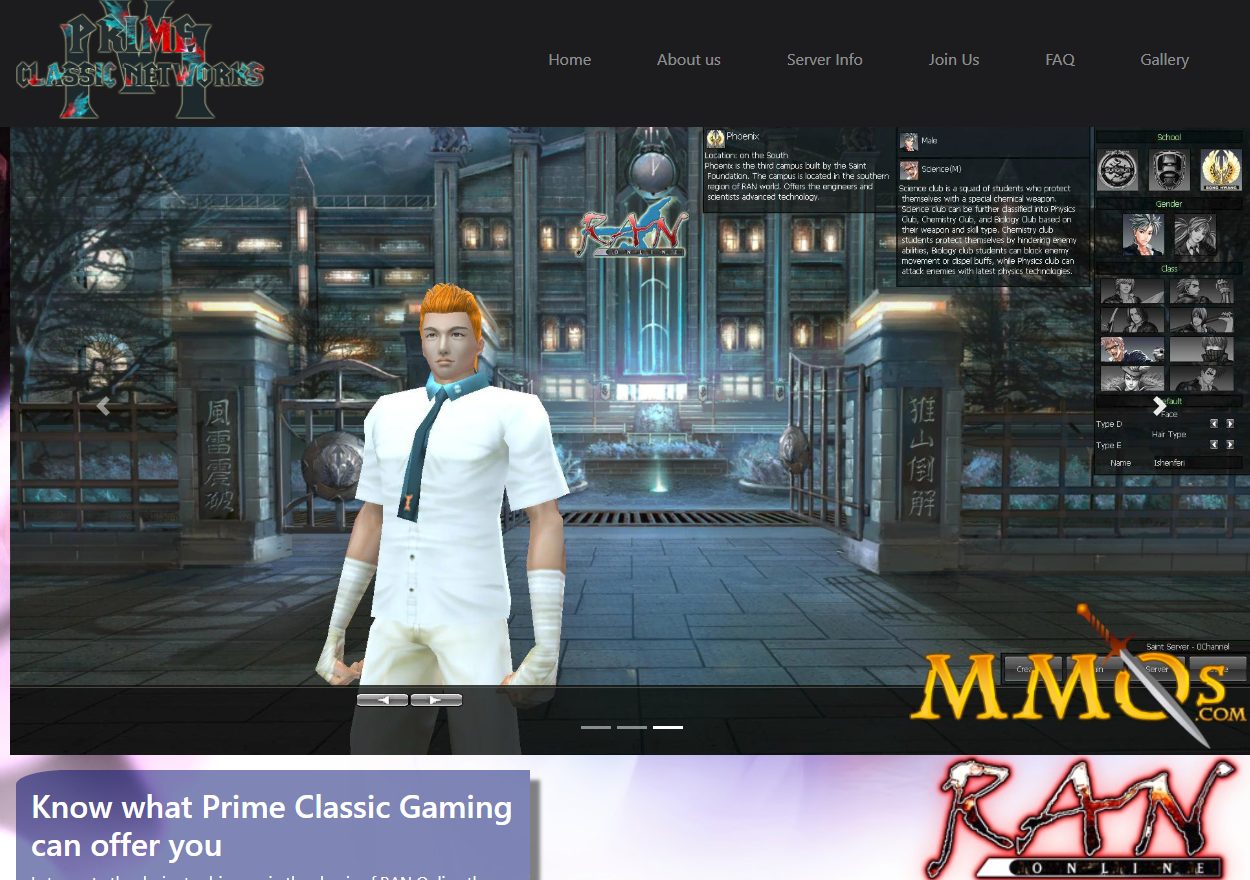 PRIME
CLASSIC NETWORKS
Home
About us
Server Info
Join Us
FAQ
Gallery
Phoenix
Location: on the South
Phoenix is the third campus built by the Saint
Foundation. The campus is located in the southern
region of RAN world. Offers the engineers and
scientists advanced technology.
Male
Science(M)
Science club is a squad of students who protect
themselves with a special chemical weapon.
Science club can be further classified into Physics
Club, Chemistry Club, and Biology Club based on
their weapon and skill type. Chemistry club
students protect themselves by hindering enemy
abilities, Biology club students can block enemy
movement or dispel buffs, while Physics club can
attack enemies with latest physics technologies.
School
Gender
Class
Face
Type D
Hair Type
Type E
Name Ishenferi
RAN
ONLINE
風雷震破
山倒解
Saint Server - 0Channel
Server
MMOs
.COM
Know what Prime Classic Gaming
can offer you
RAN
ONLINE